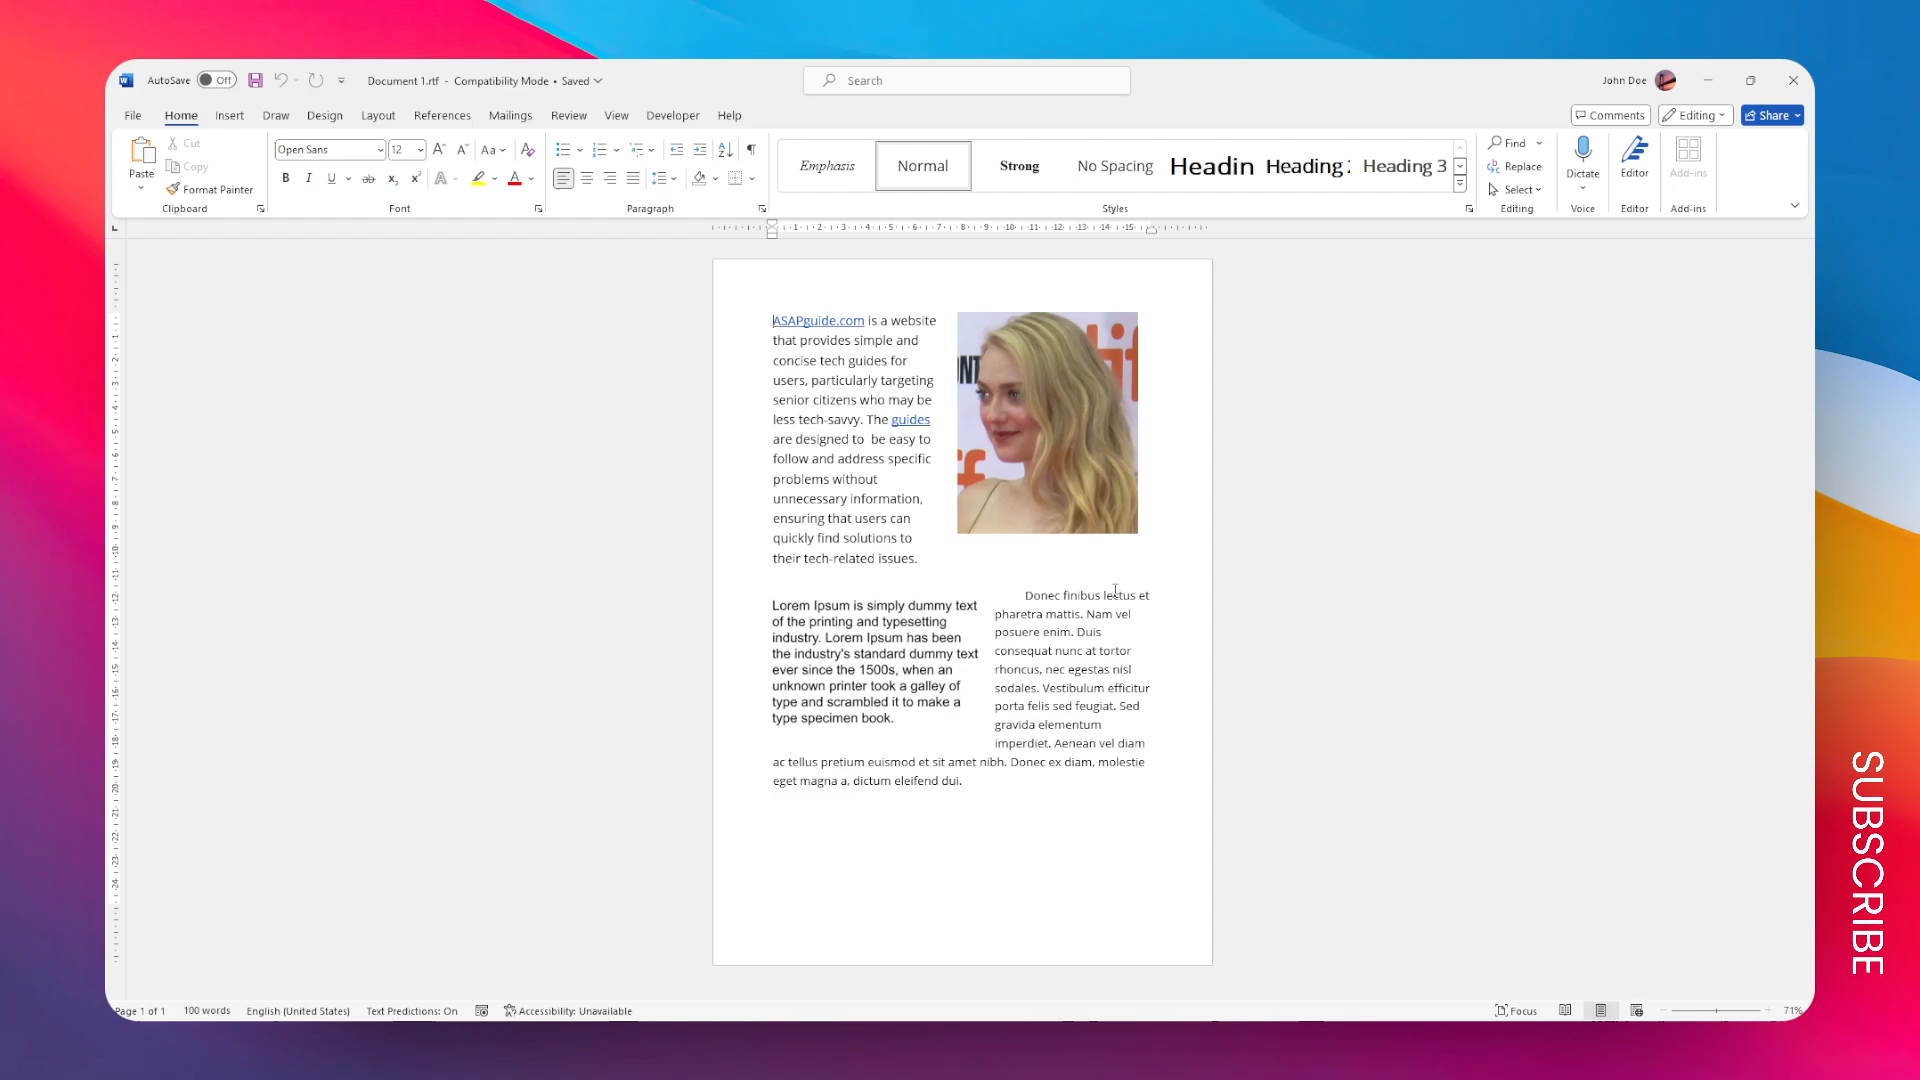 AutoSave Off Document 1.rtf - Compatibility Mode • Saved Search John Doe
File Home Insert Draw Design Layout References Mailings Review View Developer Help Comments Editing Share
Paste
Cut
Copy
Format Painter
Clipboard
Open Sans 12
Font
Paragraph
Emphasis Normal Strong No Spacing Headin Heading 2 Heading 3
Styles
Find
Replace
Select
Editing
Dictate
Voice
Editor
Editor
Add-ins
Add-ins
ASAPguide.com is a website
that provides simple and
concise tech guides for
users, particularly targeting
senior citizens who may be
less tech-savvy. The guides
are designed to be easy to
follow and address specific
problems without
unnecessary information,
ensuring that users can
quickly find solutions to
their tech-related issues.
Lorem Ipsum is simply dummy text
of the printing and typesetting
industry. Lorem Ipsum has been
the industry's standard dummy text
ever since the 1500s, when an
unknown printer took a galley of
type and scrambled it to make a
type specimen book.
Donec finibus lectus et
pharetra mattis. Nam vel
posuere enim. Duis
consequat nunc at tortor
rhoncus, nec egestas nisl
sodales. Vestibulum efficitur
porta felis sed feugiat. Sed
gravida elementum
imperdiet. Aenean vel diam
ac tellus pretium euismod et sit amet nibh. Donec ex diam, molestie
eget magna a, dictum eleifend dui.
Page 1 of 1 100 words English (United States) Text Predictions: On Accessibility: Unavailable Focus 71%
SUBSCRIBE